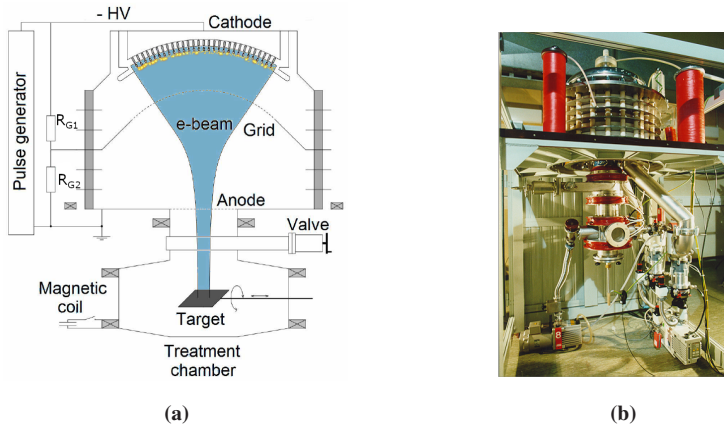 - HV
Cathode
Pulse generator
RG1
e-beam
Grid
RG2
Anode
Valve
Magnetic
coil
Target
Treatment
chamber
(a)
(b)